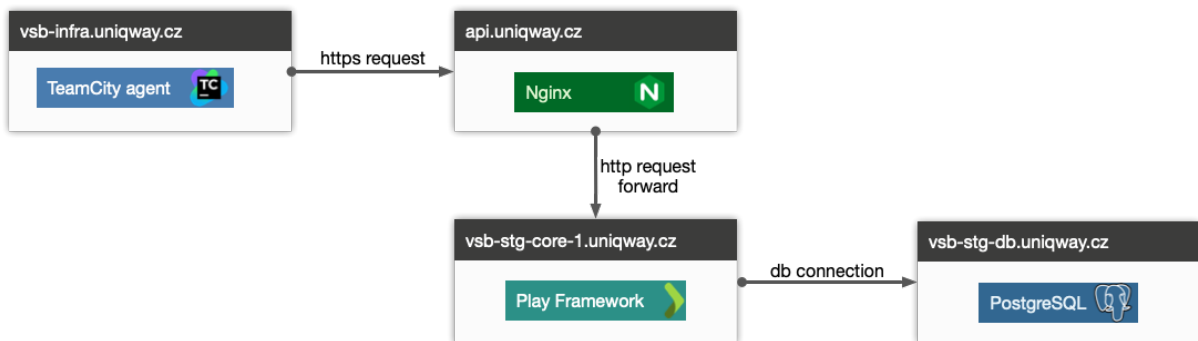 vsb-infra.uniqway.cz
TeamCity agent
TC
https request
api.uniqway.cz
Nginx
N
http request
forward
vsb-stg-core-1.uniqway.cz
Play Framework
db connection
vsb-stg-db.uniqway.cz
PostgreSQL